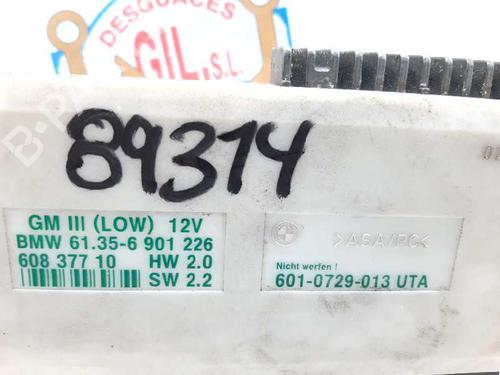 DESGUACES
GIL, S.L.
89314
GM III (LOW) 12V
BMW 61.35-6 901 226
608 377 10 HW 2.0
SW 2.2
>ASA/PC<
Nicht werfen !
601-0729-013 UTA